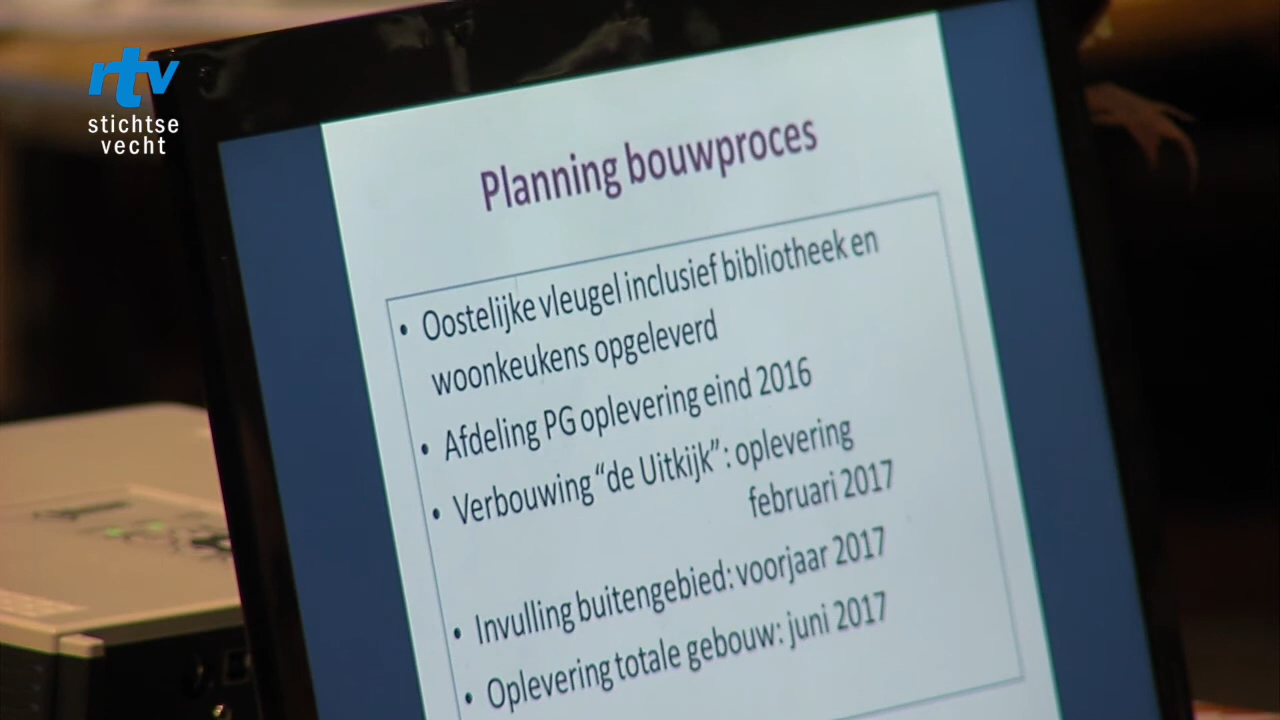 rtv
stichtse
vecht
Planning bouwproces
• Oostelijke vleugel inclusief bibliotheek en
woonkeukens opgeleverd
• Afdeling PG oplevering eind 2016
• Verbouwing “de Uitkijk” : oplevering
februari 2017
• Invulling buitengebied: voorjaar 2017
• Oplevering totale gebouw: juni 2017